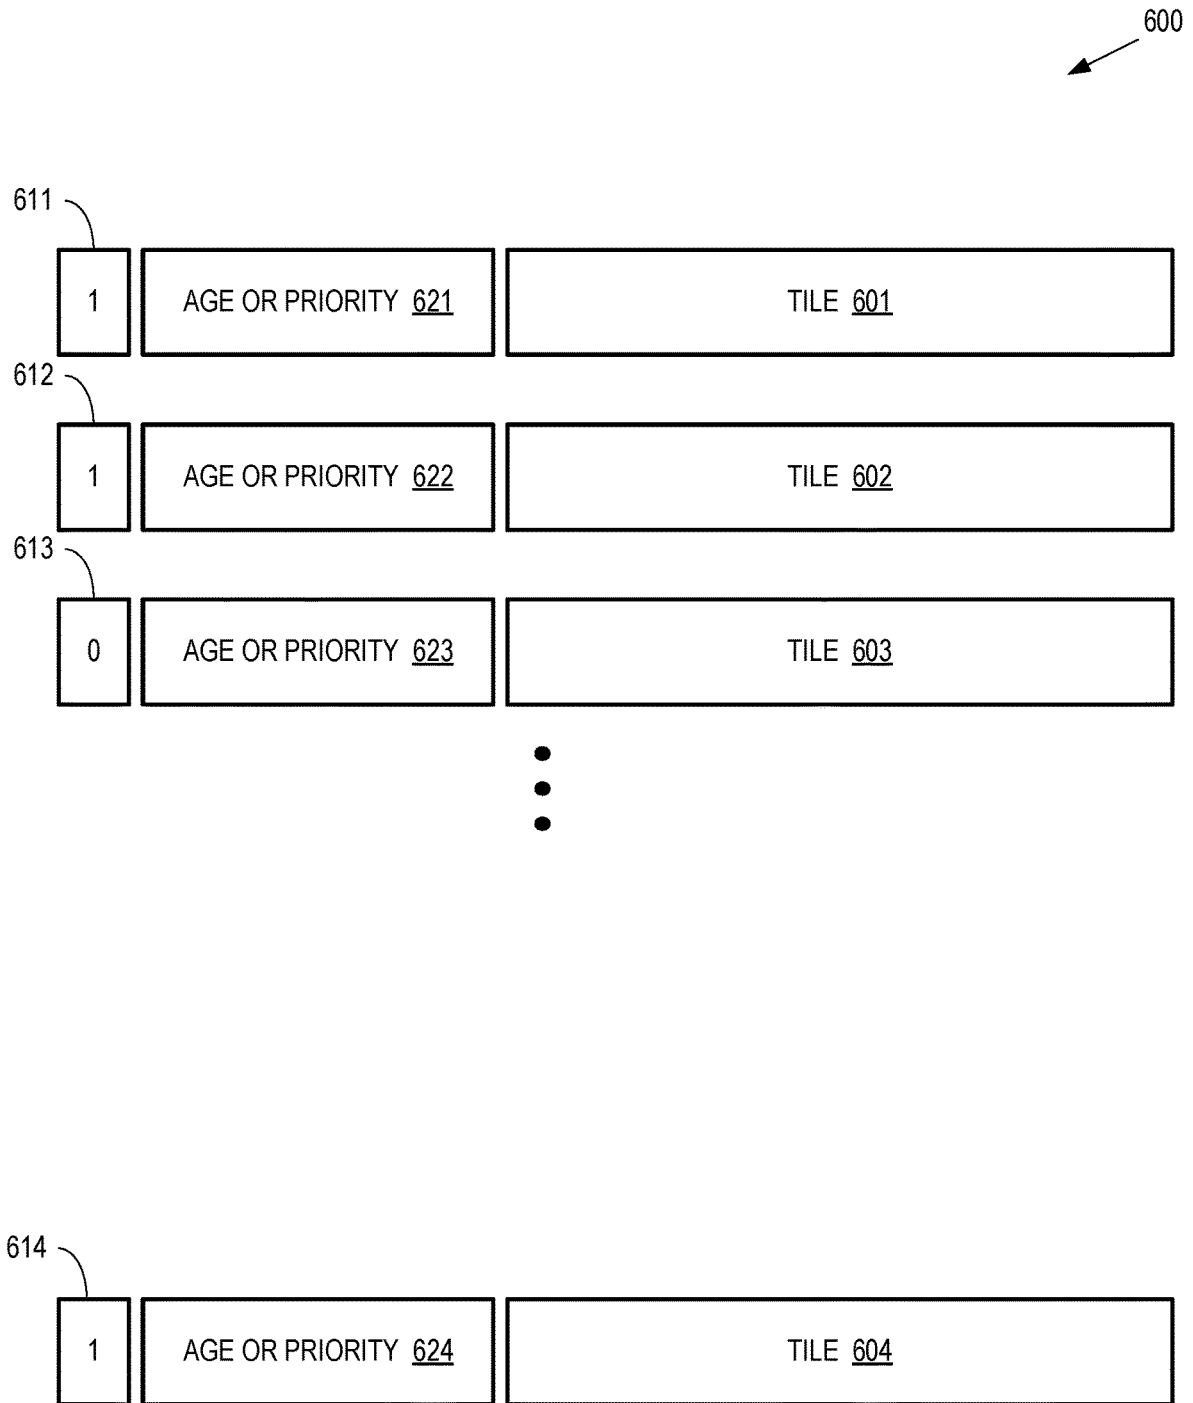 600
611
1 AGE OR PRIORITY 621 TILE 601
612
1 AGE OR PRIORITY 622 TILE 602
613
0 AGE OR PRIORITY 623 TILE 603
614
1 AGE OR PRIORITY 624 TILE 604